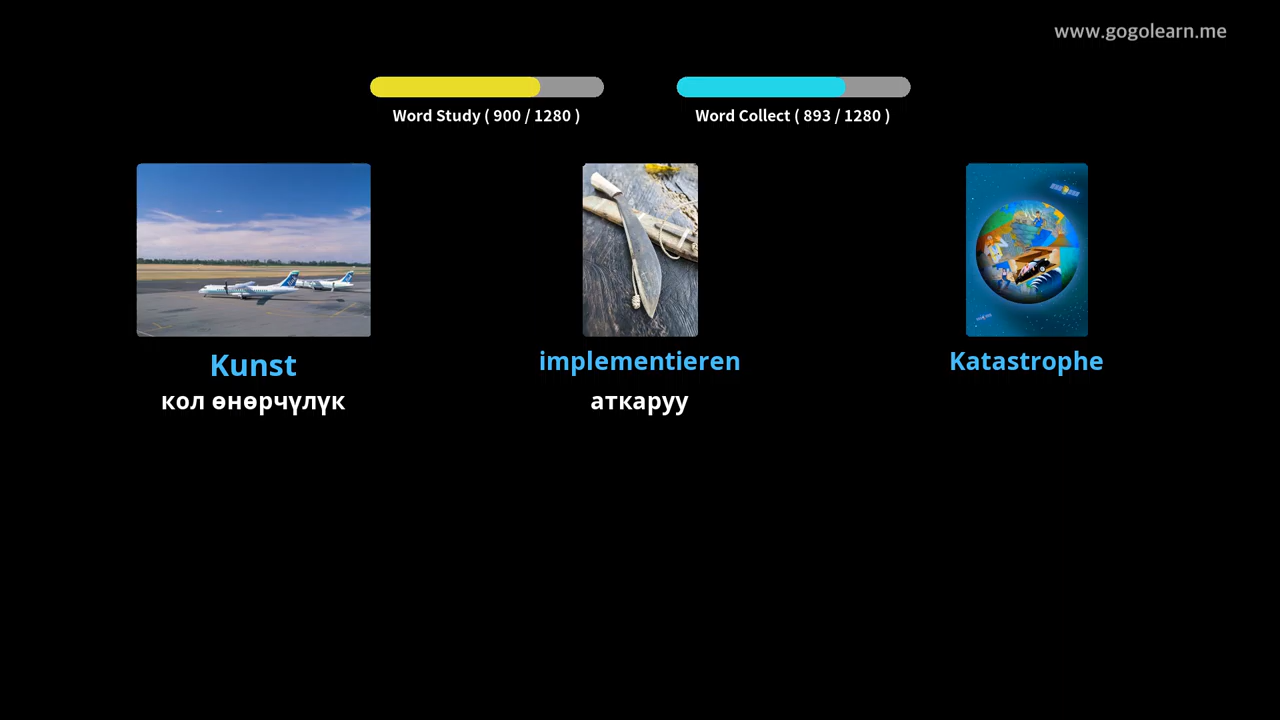 www.gogolearn.me
Word Study ( 900 / 1280 )
Word Collect ( 893 / 1280 )
Kunst
кол өнөрчүлүк
implementieren
аткаруу
Katastrophe